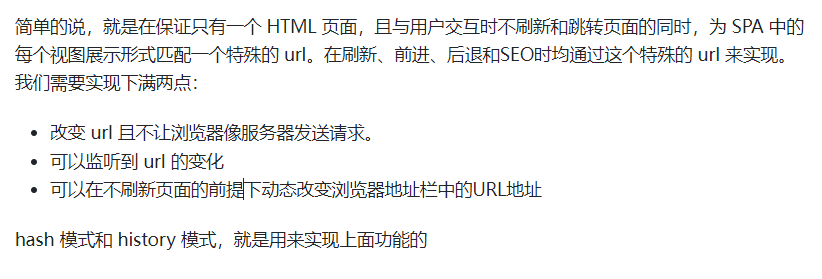 简单的说，就是在保证只有一个 HTML 页面，且与用户交互时不刷新和跳转页面的同时，为 SPA 中的
每个视图展示形式匹配一个特殊的 url。在刷新、前进、后退和SEO时均通过这个特殊的 url 来实现。
我们需要实现下满两点：
• 改变 url 且不让浏览器像服务器发送请求。
• 可以监听到 url 的变化
• 可以在不刷新页面的前提下动态改变浏览器地址栏中的URL地址
hash 模式和 history 模式，就是用来实现上面功能的